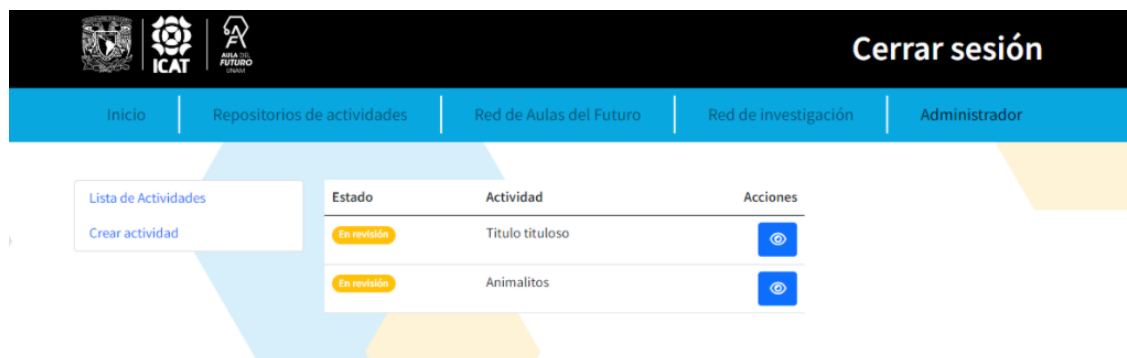 ICAT
AULA DEL
FUTURO
UNAM
Cerrar sesión
Inicio
Repositorios de actividades
Red de Aulas del Futuro
Red de investigación
Administrador
Lista de Actividades
Crear actividad
Estado Actividad Acciones
En revisión Titulo tituloso
En revisión Animalitos